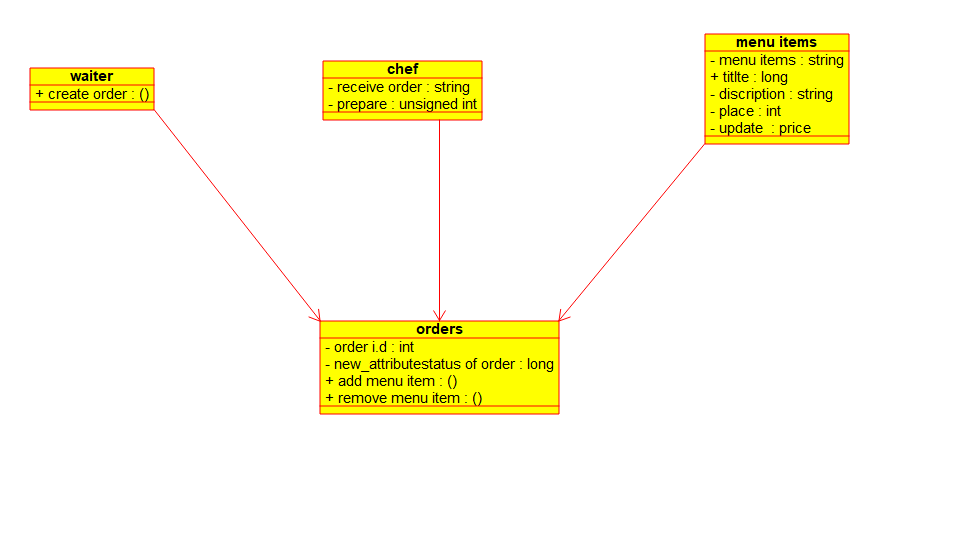 waiter
+ create order : ()
chef
- receive order : string
- prepare : unsigned int
menu items
- menu items : string
+ titlte : long
- discription : string
- place : int
- update  : price
orders
- order i.d : int
- new_attributestatus of order : long
+ add menu item : ()
+ remove menu item : ()